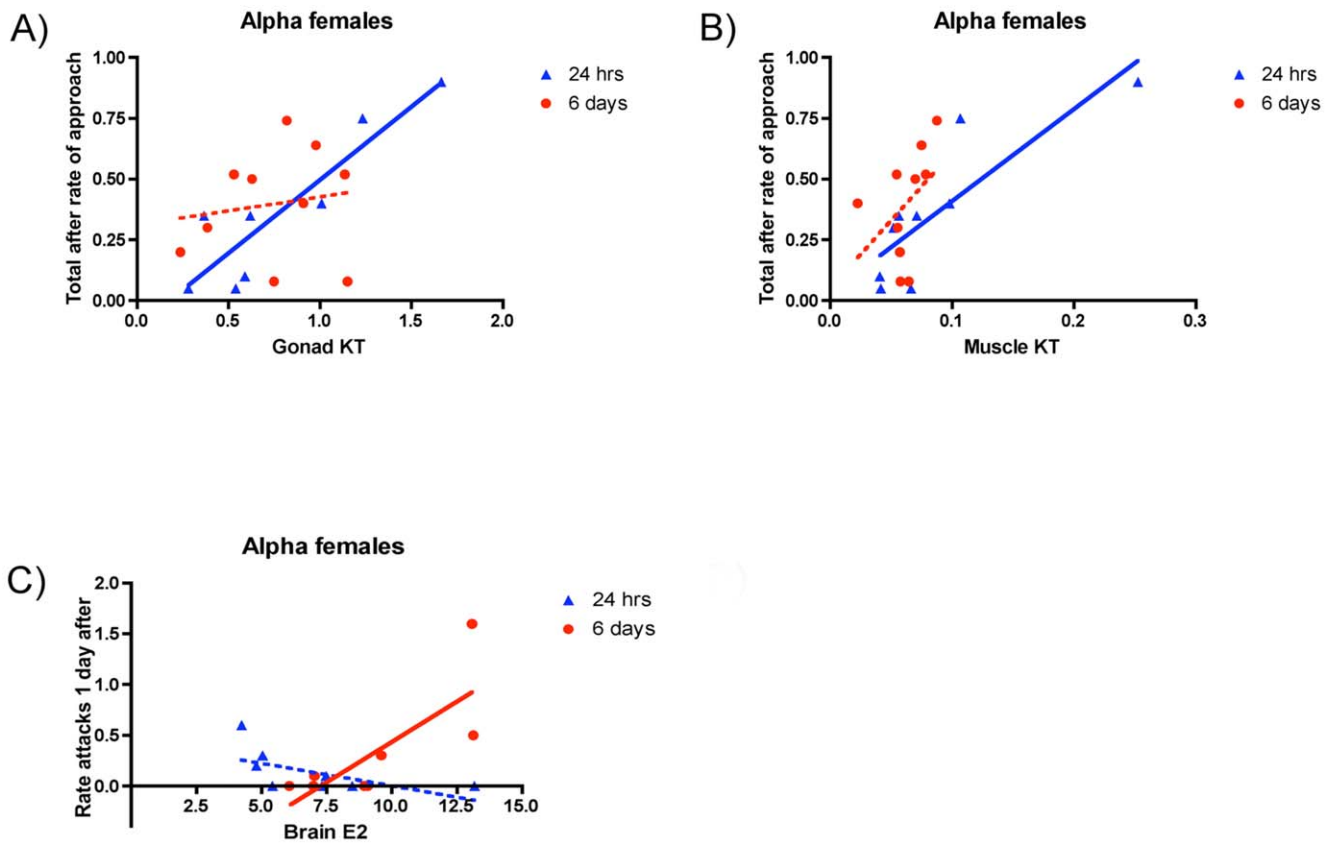 A)
Alpha females
Total after rate of approach
1.00
0.75
0.50
0.25
0.00
0.0
0.5
1.0
1.5
2.0
Gonad KT
24 hrs
6 days
B)
Alpha females
Total after rate of approach
1.00
0.75
0.50
0.25
0.00
0.0
0.1
0.2
0.3
Muscle KT
24 hrs
6 days
C)
Alpha females
Rate attacks 1 day after
2.0
1.5
1.0
0.5
0.0
2.5
5.0
7.5
10.0
12.5
15.0
Brain E2
24 hrs
6 days